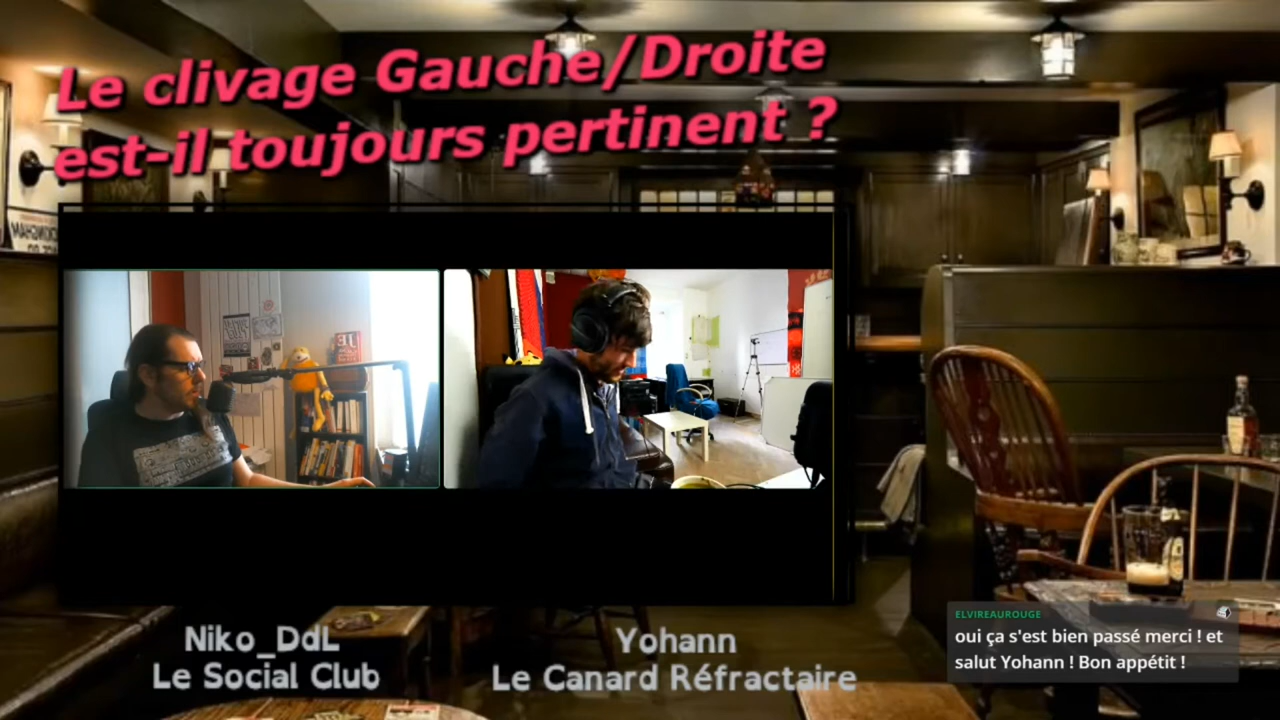 Le clivage Gauche/Droite
est-il toujours pertinent ?
JE
Niko_DdL
Le Social Club
Yohann
Le Canard Réfractaire
ELVIREAUROUGE
oui ça s'est bien passé merci ! et
salut Yohann ! Bon appétit !